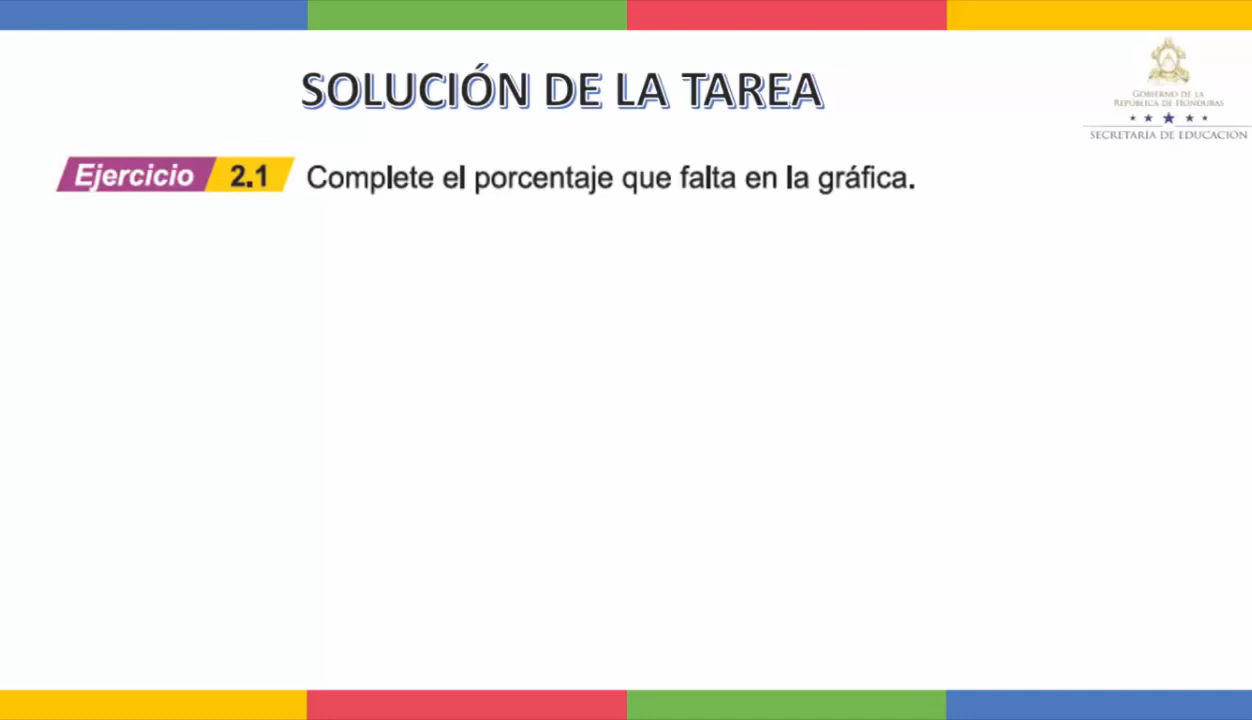 SOLUCIÓN DE LA TAREA
GOBIERNO DE LA
REPÚBLICA DE HONDURAS
SECRETARÍA DE EDUCACIÓN
Ejercicio 2.1 Complete el porcentaje que falta en la gráfica.